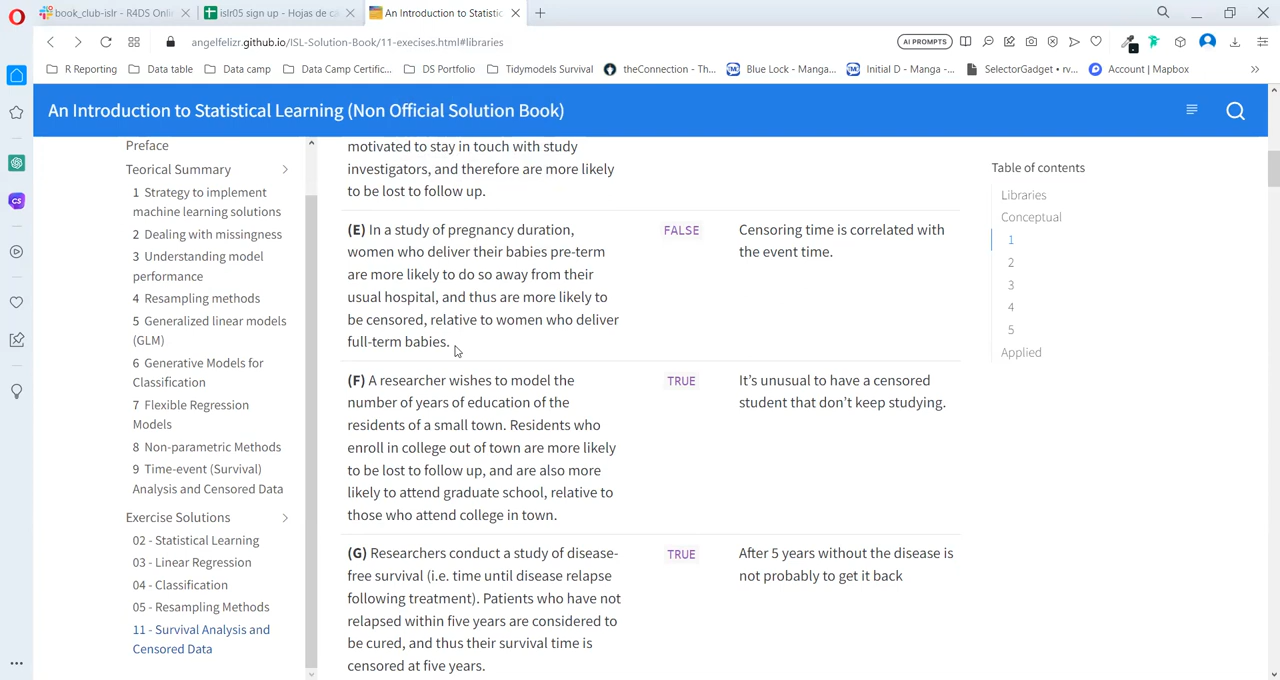 book_club-islr - R4DS Onli
islr05 sign up - Hojas de ca
An Introduction to Statistic
angelfelizr.github.io/ISL-Solution-Book/11-execises.html#libraries
AI PROMPTS
R Reporting
Data table
Data camp
Data Camp Certific...
DS Portfolio
Tidymodels Survival
theConnection - Th...
Blue Lock - Manga...
Initial D - Manga -...
SelectorGadget • rv...
Account | Mapbox
An Introduction to Statistical Learning (Non Official Solution Book)
Preface
Teorical Summary
1 Strategy to implement
machine learning solutions
2 Dealing with missingness
3 Understanding model
performance
4 Resampling methods
5 Generalized linear models
(GLM)
6 Generative Models for
Classification
7 Flexible Regression
Models
8 Non-parametric Methods
9 Time-event (Survival)
Analysis and Censored Data
Exercise Solutions
02 - Statistical Learning
03 - Linear Regression
04 - Classification
05 - Resampling Methods
11 - Survival Analysis and
Censored Data
motivated to stay in touch with study
investigators, and therefore are more likely
to be lost to follow up.
(E) In a study of pregnancy duration,
women who deliver their babies pre-term
are more likely to do so away from their
usual hospital, and thus are more likely to
be censored, relative to women who deliver
full-term babies.
FALSE
Censoring time is correlated with
the event time.
(F) A researcher wishes to model the
number of years of education of the
residents of a small town. Residents who
enroll in college out of town are more likely
to be lost to follow up, and are also more
likely to attend graduate school, relative to
those who attend college in town.
TRUE
It's unusual to have a censored
student that don't keep studying.
(G) Researchers conduct a study of disease-
free survival (i.e. time until disease relapse
following treatment). Patients who have not
relapsed within five years are considered to
be cured, and thus their survival time is
censored at five years.
TRUE
After 5 years without the disease is
not probably to get it back
Table of contents
Libraries
Conceptual
1
2
3
4
5
Applied